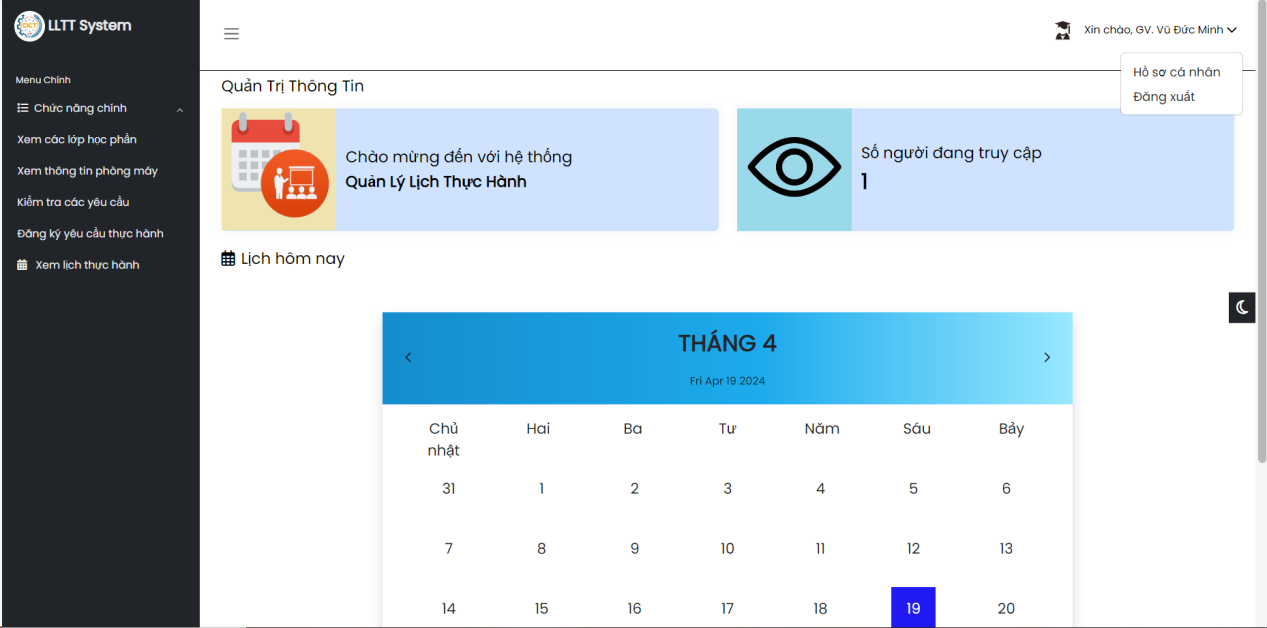 LLTT System
Xin chào, GV. Vũ Đức Minh
Hồ sơ cá nhân
Đăng xuất
Menu Chính
Chức năng chính
Xem các lớp học phần
Xem thông tin phòng máy
Kiểm tra các yêu cầu
Đăng ký yêu cầu thực hành
Xem lịch thực hành
Quản Trị Thông Tin
Chào mừng đến với hệ thống
Quản Lý Lịch Thực Hành
Số người đang truy cập
1
Lịch hôm nay
THÁNG 4
Fri Apr 19 2024
Chủ nhật Hai Ba Tư Năm Sáu Bảy
31 1 2 3 4 5 6
7 8 9 10 11 12 13
14 15 16 17 18 19 20